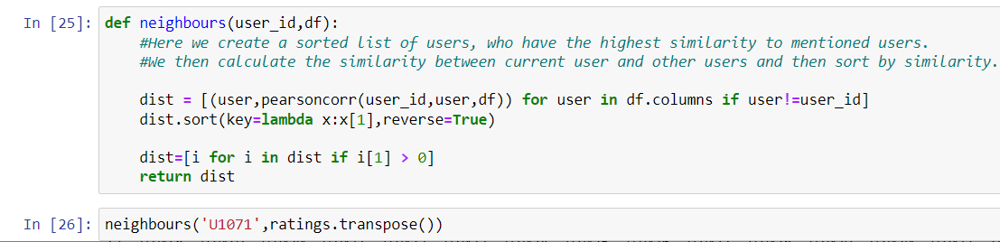 In [25]: def neighbours(user_id,df):
#Here we create a sorted list of users, who have the highest similarity to mentioned users.
#We then calculate the similarity between current user and other users and then sort by similarity.
dist = [(user,pearsoncorr(user_id,user,df)) for user in df.columns if user!=user_id]
dist.sort(key=lambda x:x[1],reverse=True)
dist=[i for i in dist if i[1] > 0]
return dist
In [26]: neighbours('U1071',ratings.transpose())